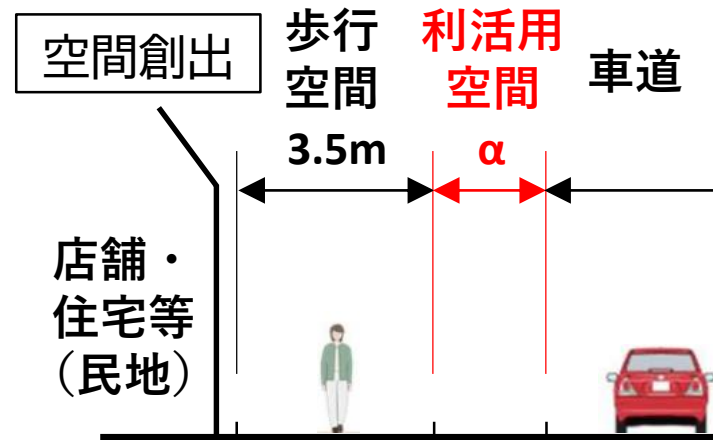 空間創出
歩行
空間
3.5m
利活用
空間
α
車道
店舗・
住宅等
（民地）